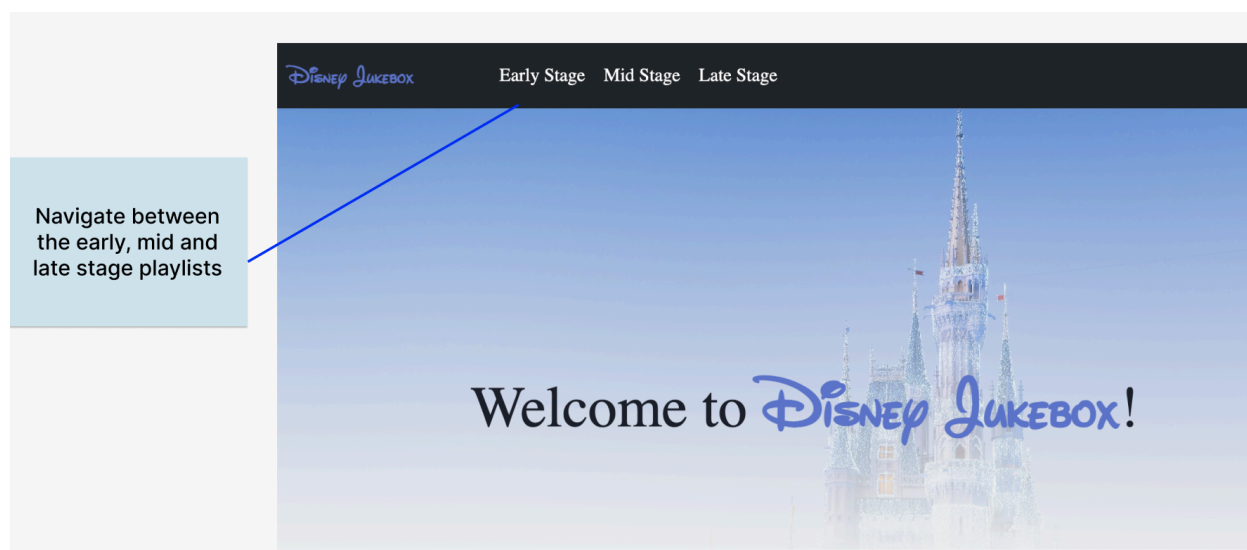 Disney Jukebox
Early Stage Mid Stage Late Stage
Navigate between
the early, mid and
late stage playlists
Welcome to Disney Jukebox!